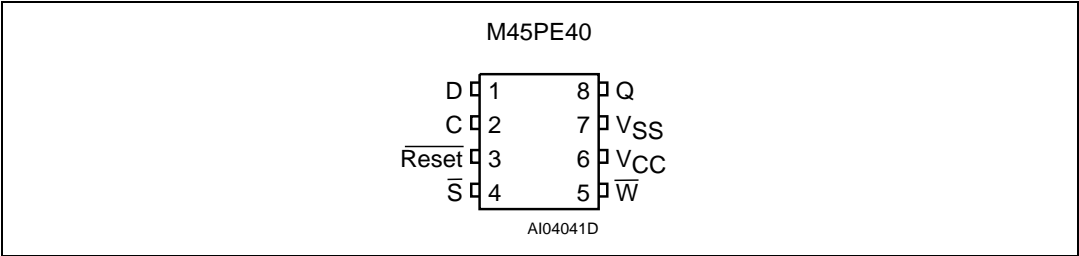 M45PE40
D 1 8 Q
C 2 7 VSS
Reset 3 6 VCC
S 4 5 W
AI04041D